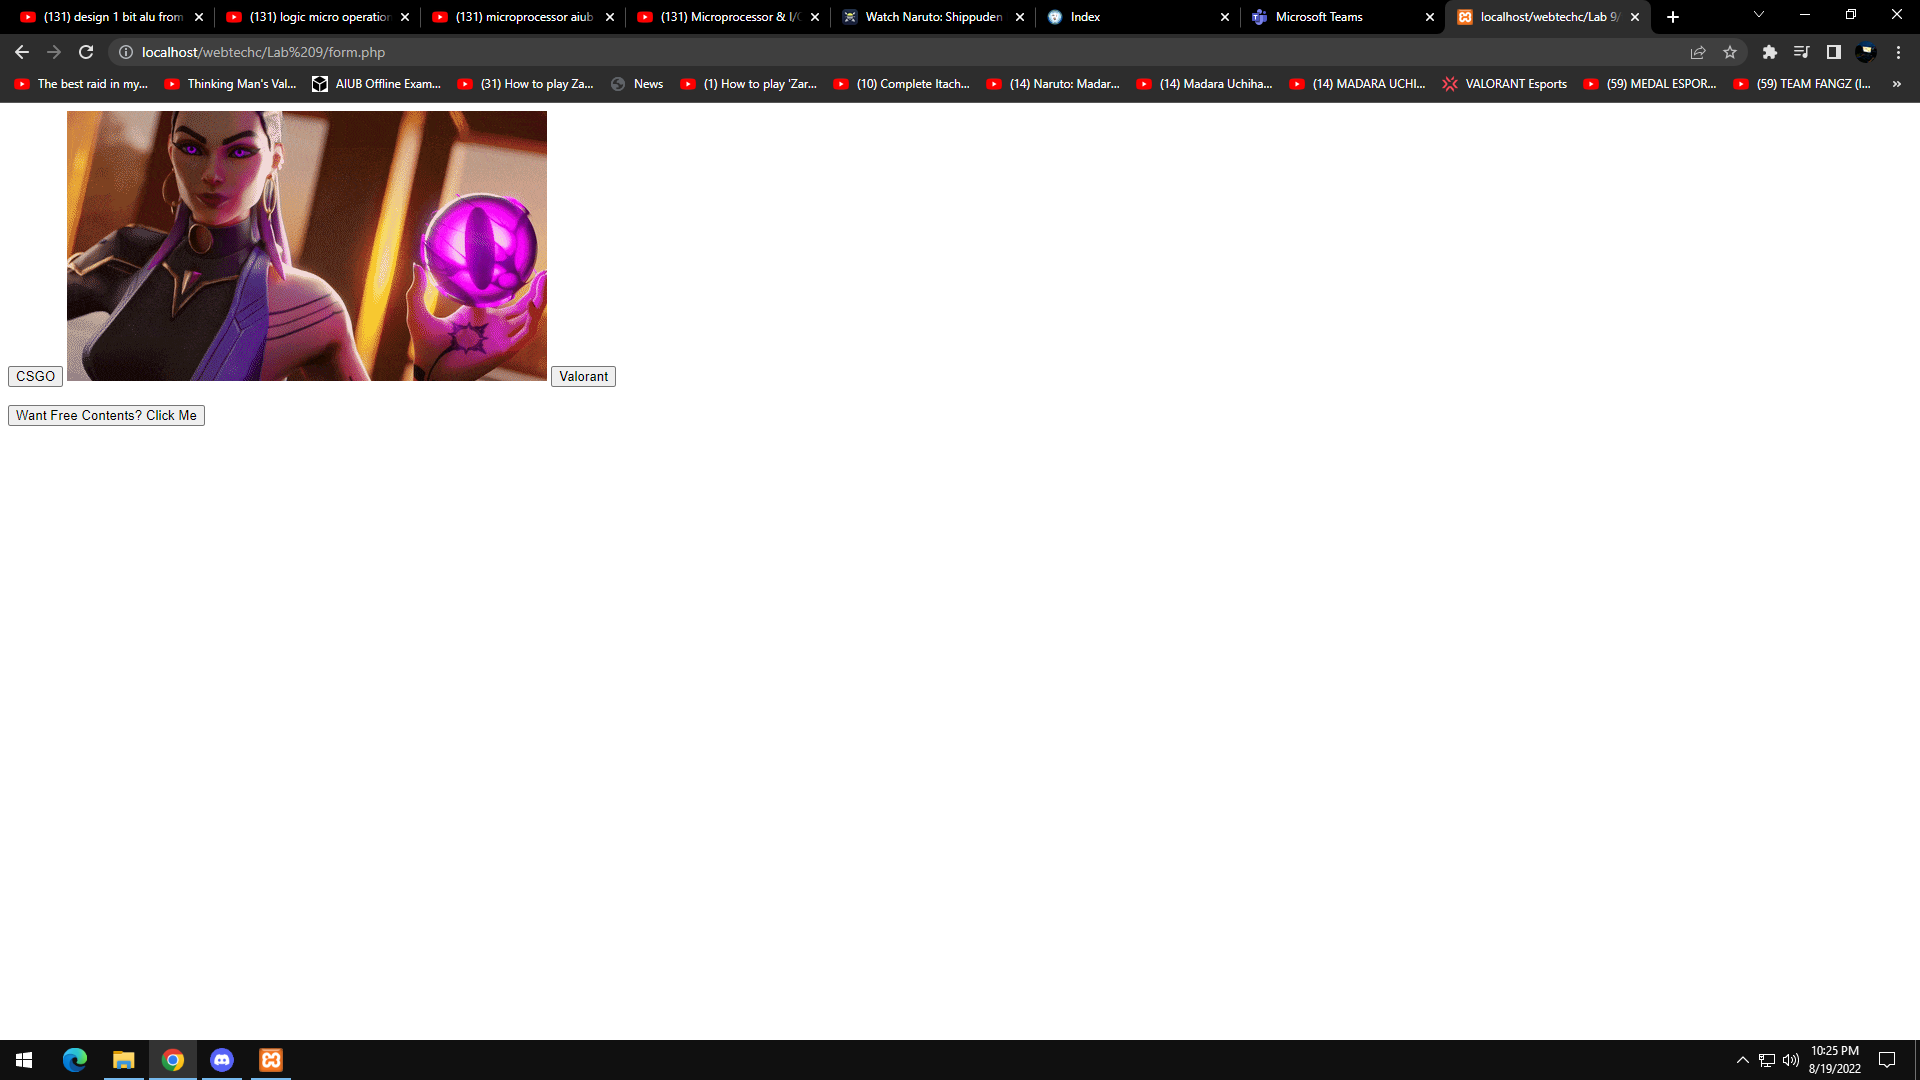 (131) design 1 bit alu from
(131) logic micro operation
(131) microprocessor aiub
(131) Microprocessor & I/O
Watch Naruto: Shippuden
Index
Microsoft Teams
localhost/webtechc/Lab 9/
localhost/webtechc/Lab%209/form.php
The best raid in my...
Thinking Man's Val...
AIUB Offline Exam...
(31) How to play Za...
News
(1) How to play 'Zar...
(10) Complete Itach...
(14) Naruto: Madar...
(14) Madara Uchiha...
(14) MADARA UCHI...
VALORANT Esports
(59) MEDAL ESPOR...
(59) TEAM FANGZ (I...
»
CSGO
Valorant
Want Free Contents? Click Me
10:25 PM
8/19/2022